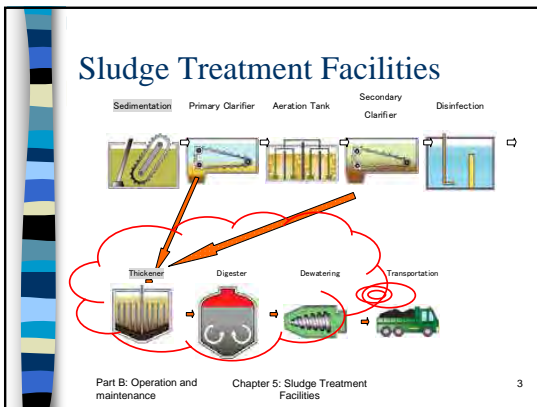 Sludge Treatment Facilities
Sedimentation Primary Clarifier Aeration Tank Secondary Clarifier Disinfection
Thickener Digester Dewatering Transportation
Part B: Operation and maintenance
Chapter 5: Sludge Treatment Facilities
3